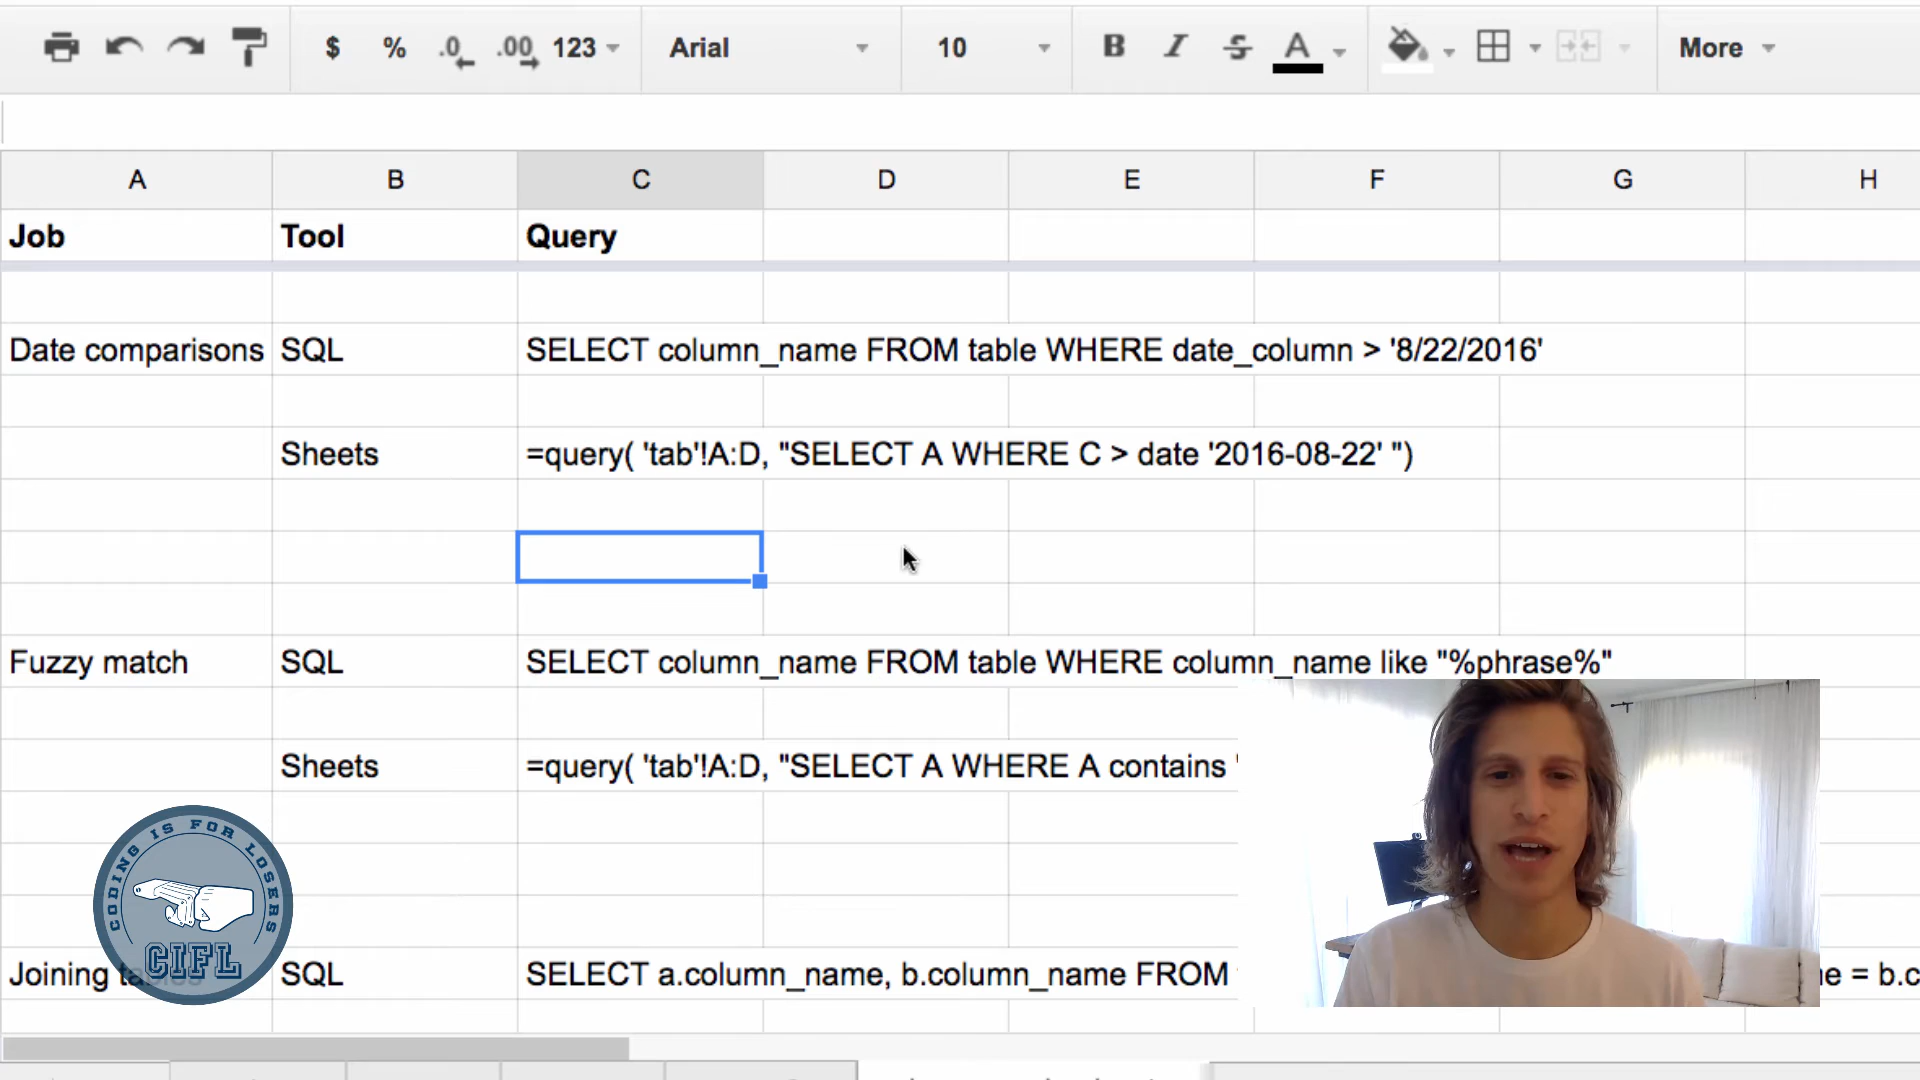 $ % .0 .00 123 Arial 10 B I S A More
A B C D E F G H
Job Tool Query
Date comparisons SQL SELECT column_name FROM table WHERE date_column > '8/22/2016'
Sheets =query( 'tab'!A:D, "SELECT A WHERE C > date '2016-08-22' ")
Fuzzy match SQL SELECT column_name FROM table WHERE column_name like "%phrase%"
Sheets =query( 'tab'!A:D, "SELECT A WHERE A contains '
CODING IS FOR LOSERS
CIFL
Joining SQL SELECT a.column_name, b.column_name FROM = b.c